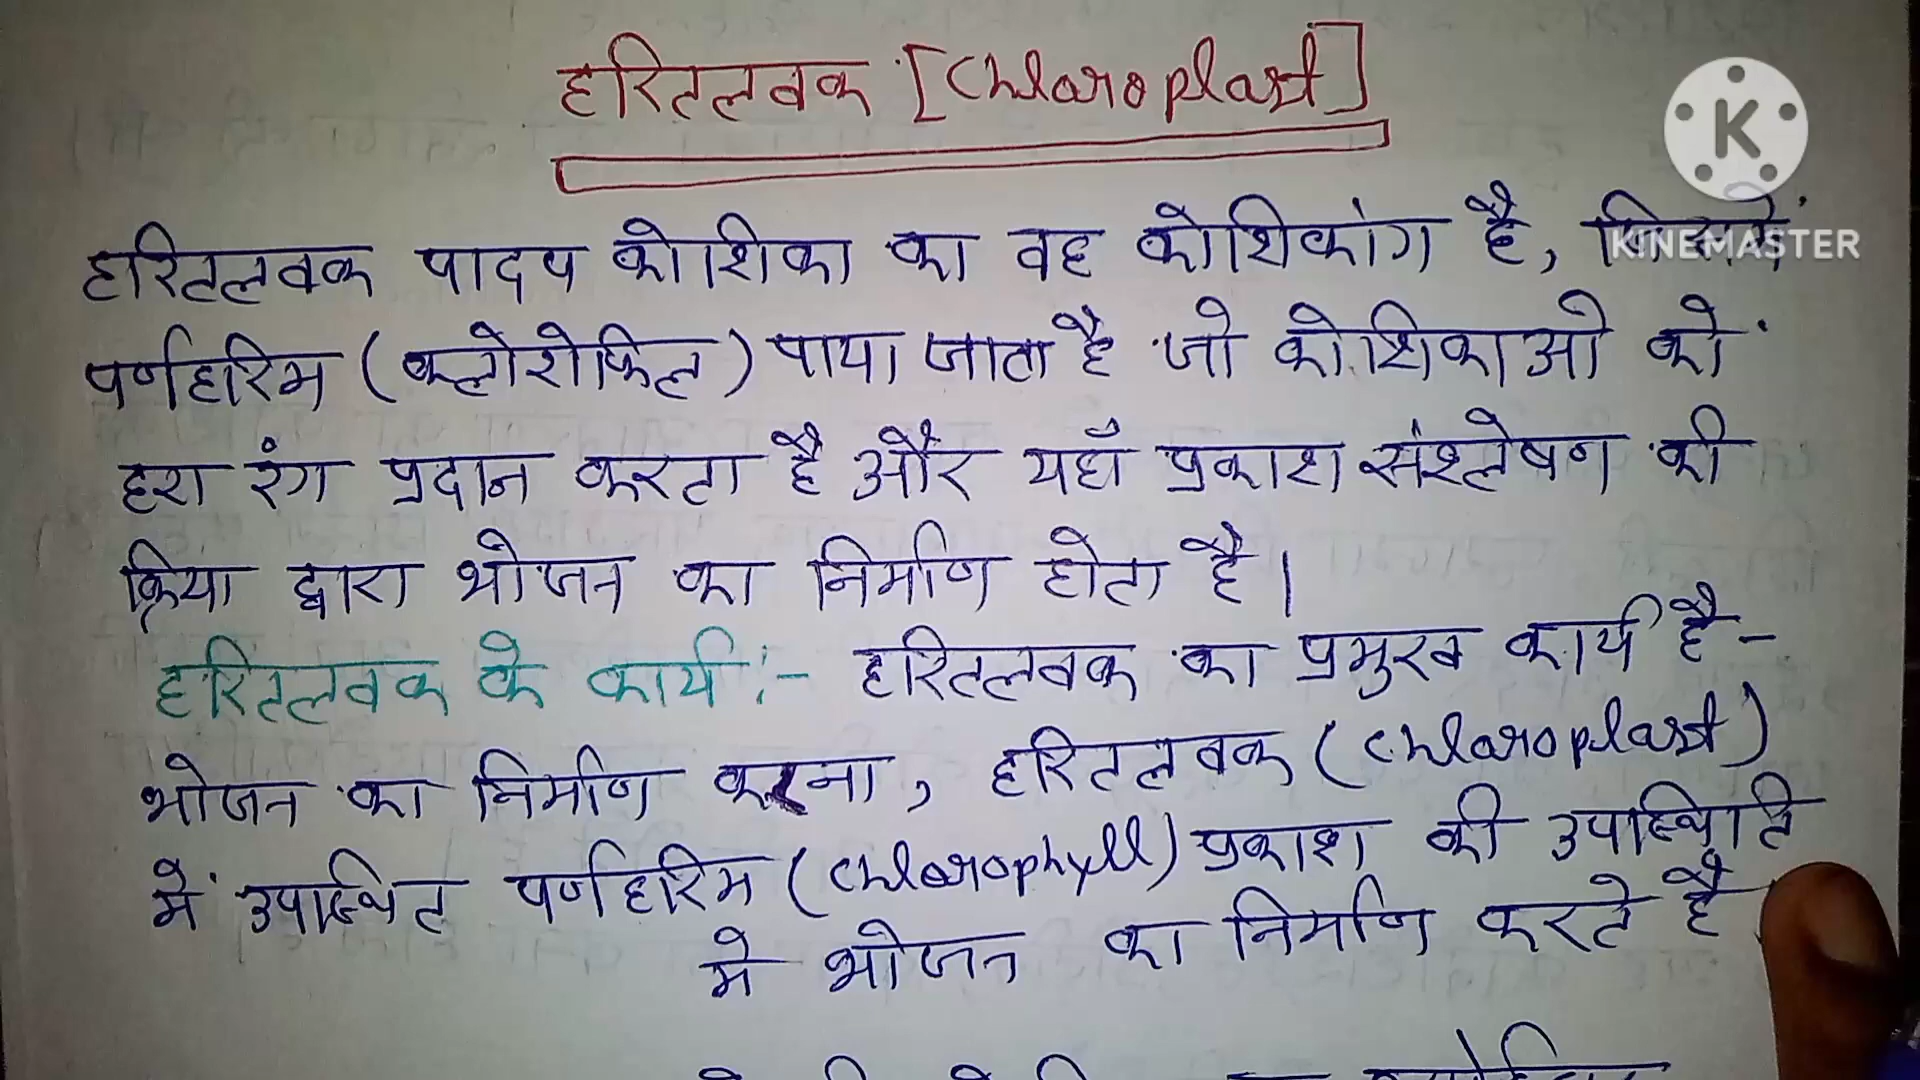 हरितलवक [Chloroplast]
K
KINEMASTER
हरितलवक पादप कोशिका का वह कोशिकांग है,
पर्णहरिम (क्लोरोफिल) पाया जाता है जो कोशिकाओ को
हरा रंग प्रदान करता है और यहाँ प्रकाश संश्लेषण की
क्रिया द्वारा भोजन का निर्माण होता है।
हरितलवक के कार्य :- हरितलवक का प्रमुख कार्य है -
भोजन का निर्माण करना, हरितलवक (chloroplast)
में उपस्थित पर्णहरिम (chlorophyll) प्रकाश की उपस्थिति
मे भोजन का निर्माण करते है